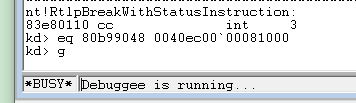 nt!RtlpBreakWithStatusInstruction:
83e80110 cc int 3
kd> eq 80b99048 0040ec00`00081000
kd> g
*BUSY* Debuggee is running...